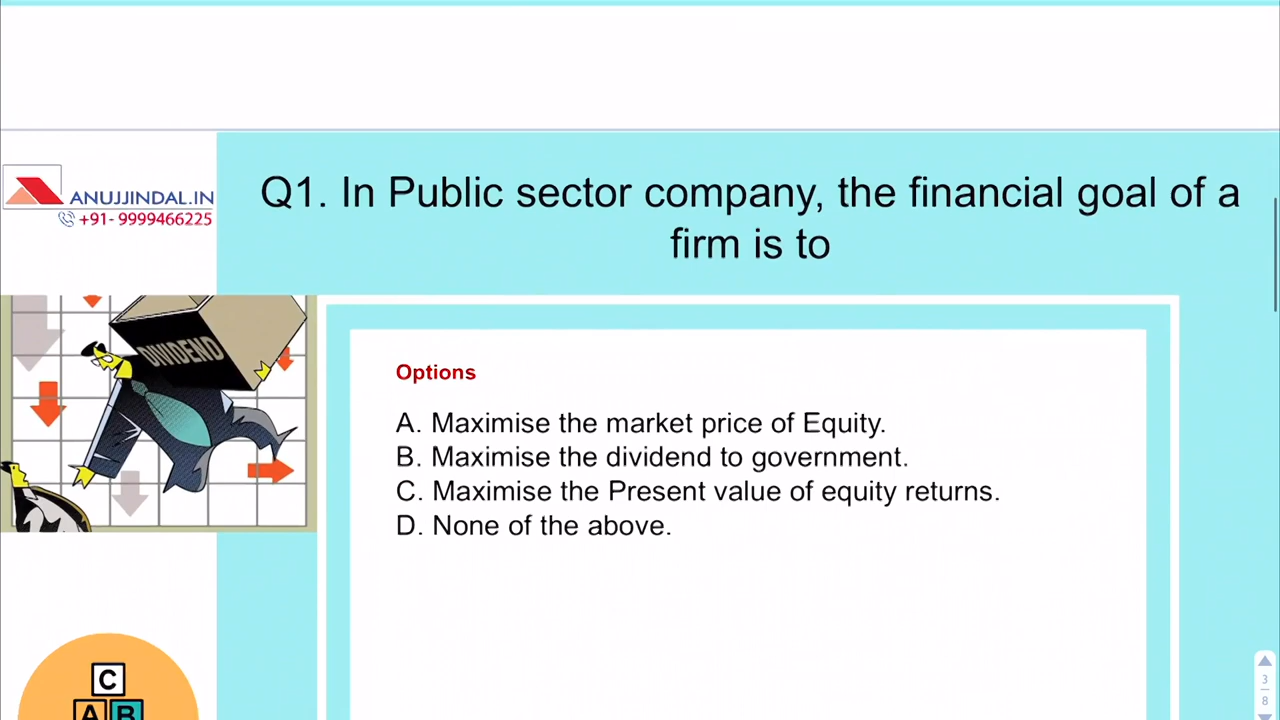 ANUJJINDAL.IN
+91- 9999466225
Q1. In Public sector company, the financial goal of a
firm is to
DIVIDEND
Options
A. Maximise the market price of Equity.
B. Maximise the dividend to government.
C. Maximise the Present value of equity returns.
D. None of the above.
C
A B
3
8